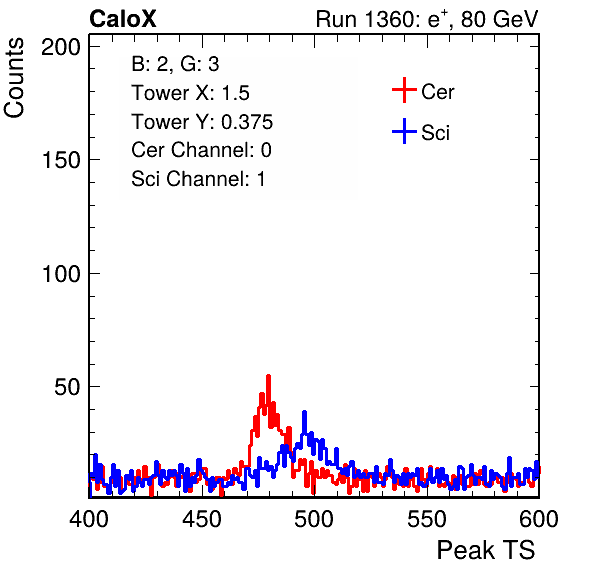 CaloX Run 1360: e⁺, 80 GeV
Counts
200
150
100
50
B: 2, G: 3
Tower X: 1.5
Tower Y: 0.375
Cer Channel: 0
Sci Channel: 1
Cer
Sci
400 450 500 550 600
Peak TS